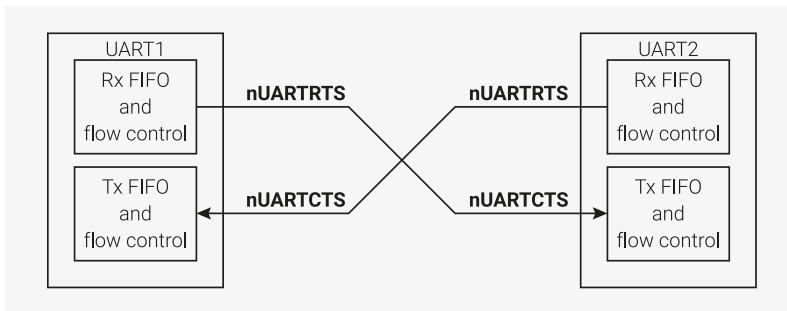 UART1
Rx FIFO
and
flow control
Tx FIFO
and
flow control
nUARTRTS
nUARTCTS
nUARTRTS
nUARTCTS
UART2
Rx FIFO
and
flow control
Tx FIFO
and
flow control